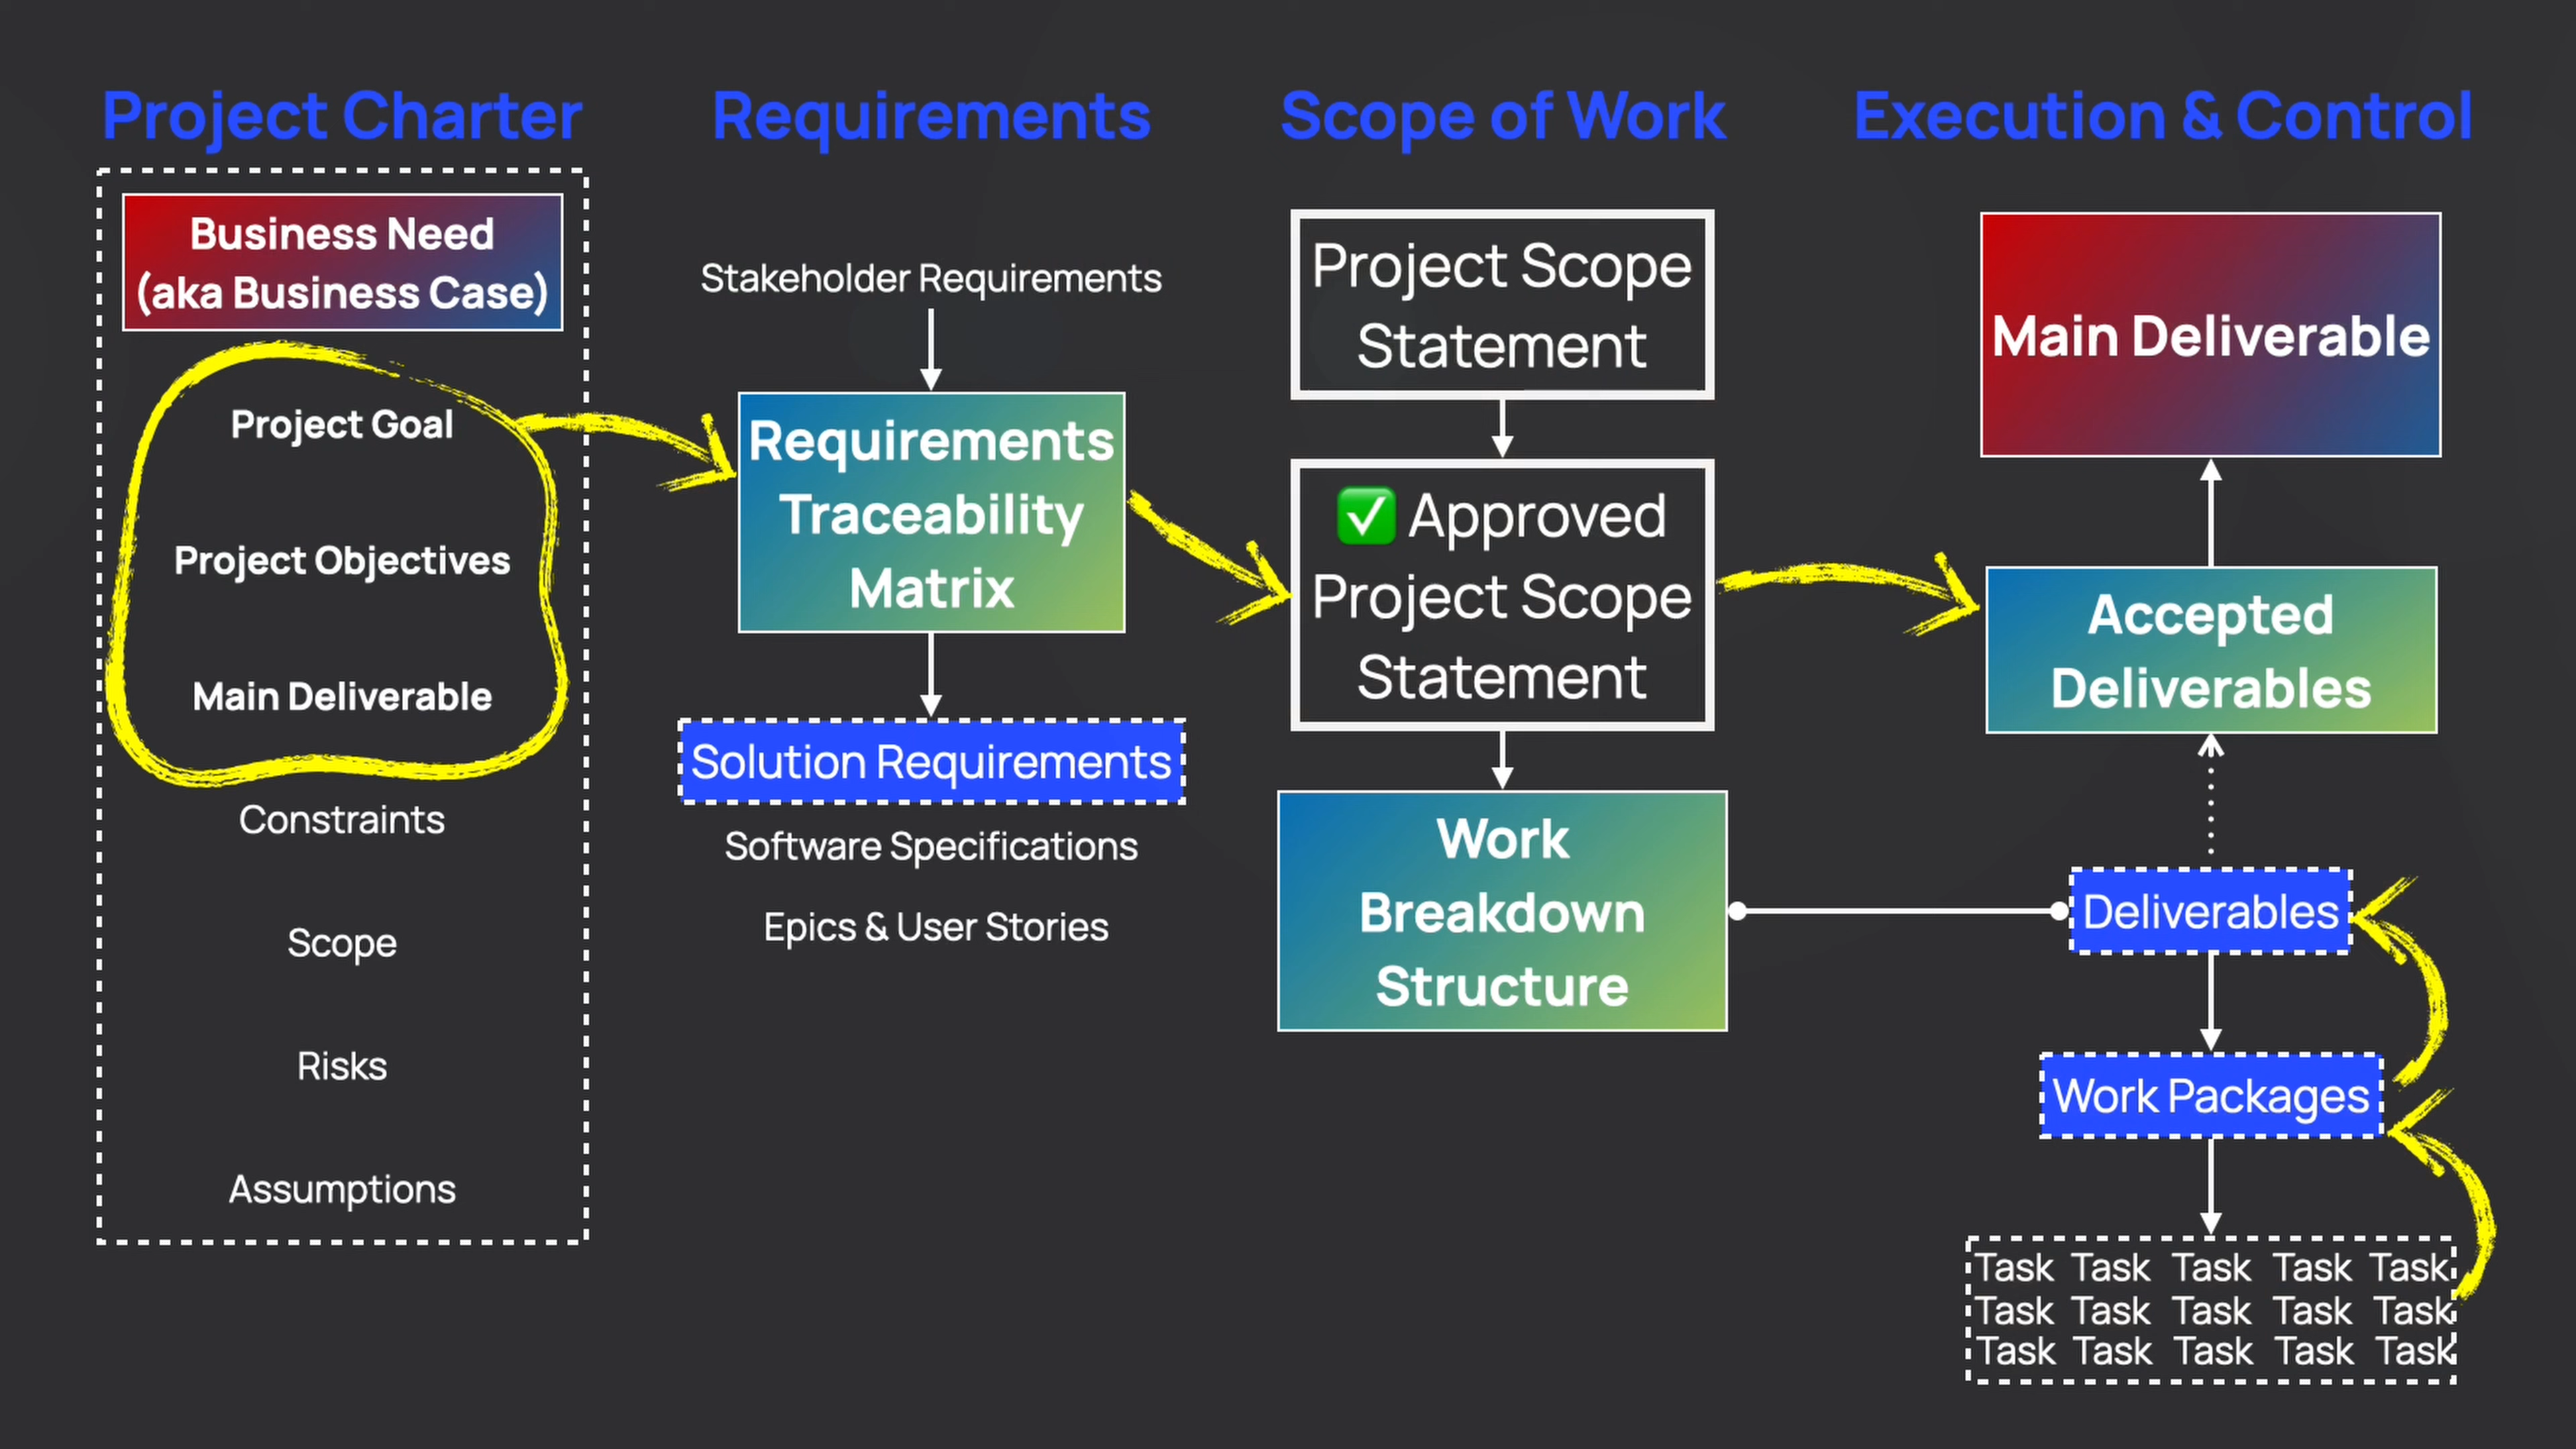 Project Charter
Business Need
(aka Business Case)
Project Goal
Project Objectives
Main Deliverable
Constraints
Scope
Risks
Assumptions
Requirements
Stakeholder Requirements
Requirements
Traceability
Matrix
Solution Requirements
Software Specifications
Epics & User Stories
Scope of Work
Project Scope
Statement
✅ Approved
Project Scope
Statement
Work
Breakdown
Structure
Execution & Control
Main Deliverable
Accepted
Deliverables
Deliverables
Work Packages
Task Task Task Task Task
Task Task Task Task Task
Task Task Task Task Task